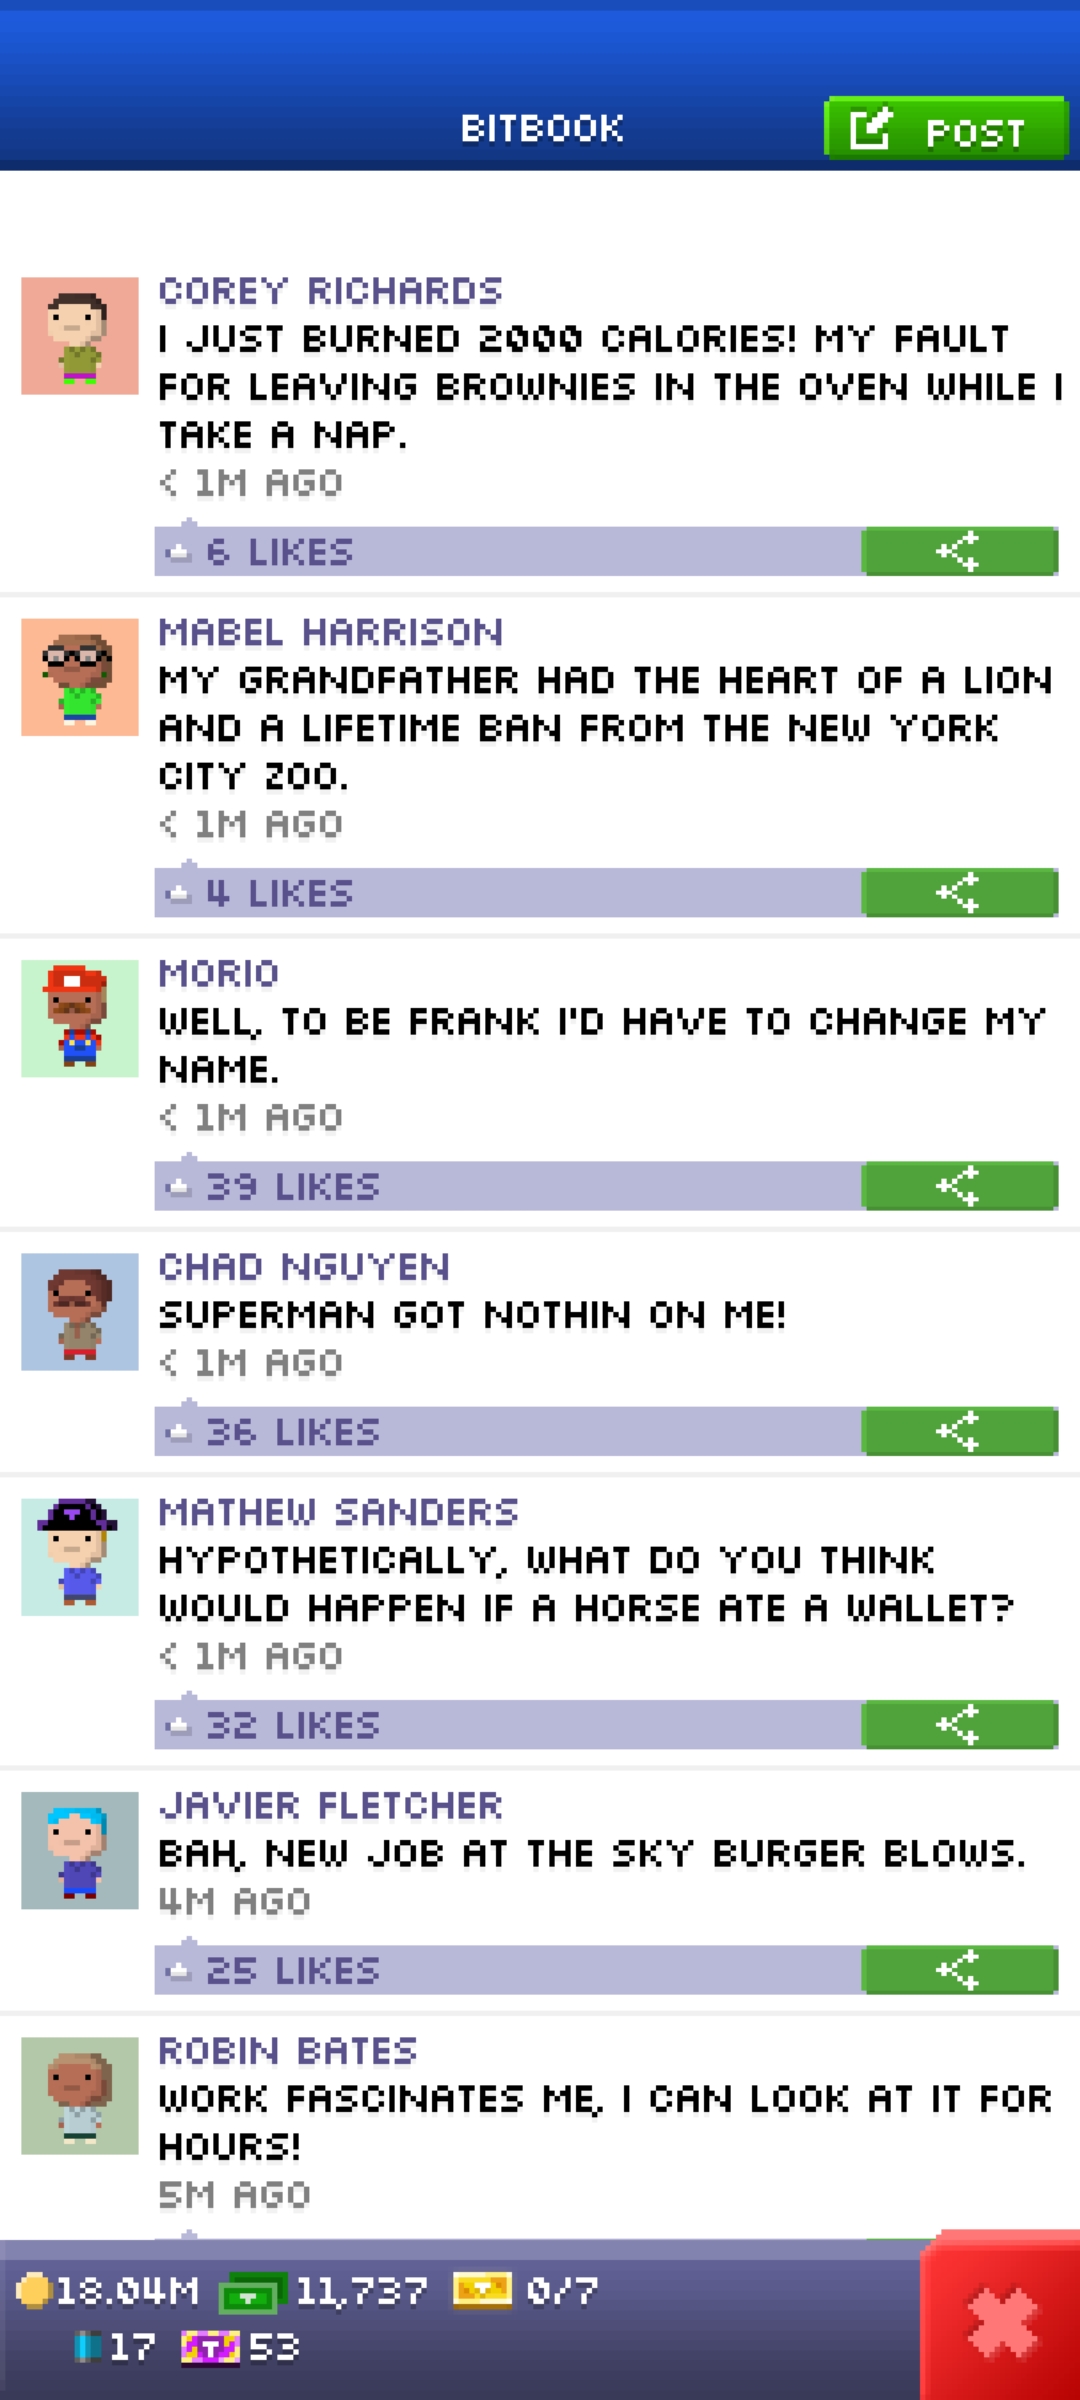 BITBOOK
POST
COREY RICHARDS
I JUST BURNED 2000 CALORIES! MY FAULT
FOR LEAVING BROWNIES IN THE OVEN WHILE I
TAKE A NAP.
< 1M AGO
6 LIKES
MABEL HARRISON
MY GRANDFATHER HAD THE HEART OF A LION
AND A LIFETIME BAN FROM THE NEW YORK
CITY ZOO.
< 1M AGO
4 LIKES
MORIO
WELL, TO BE FRANK I'D HAVE TO CHANGE MY
NAME.
< 1M AGO
39 LIKES
CHAD NGUYEN
SUPERMAN GOT NOTHIN ON ME!
< 1M AGO
36 LIKES
MATHEW SANDERS
HYPOTHETICALLY, WHAT DO YOU THINK
WOULD HAPPEN IF A HORSE ATE A WALLET?
< 1M AGO
32 LIKES
JAVIER FLETCHER
BAH, NEW JOB AT THE SKY BURGER BLOWS.
4M AGO
25 LIKES
ROBIN BATES
WORK FASCINATES ME, I CAN LOOK AT IT FOR
HOURS!
5M AGO
18.04M 11,737 0/7
17 53